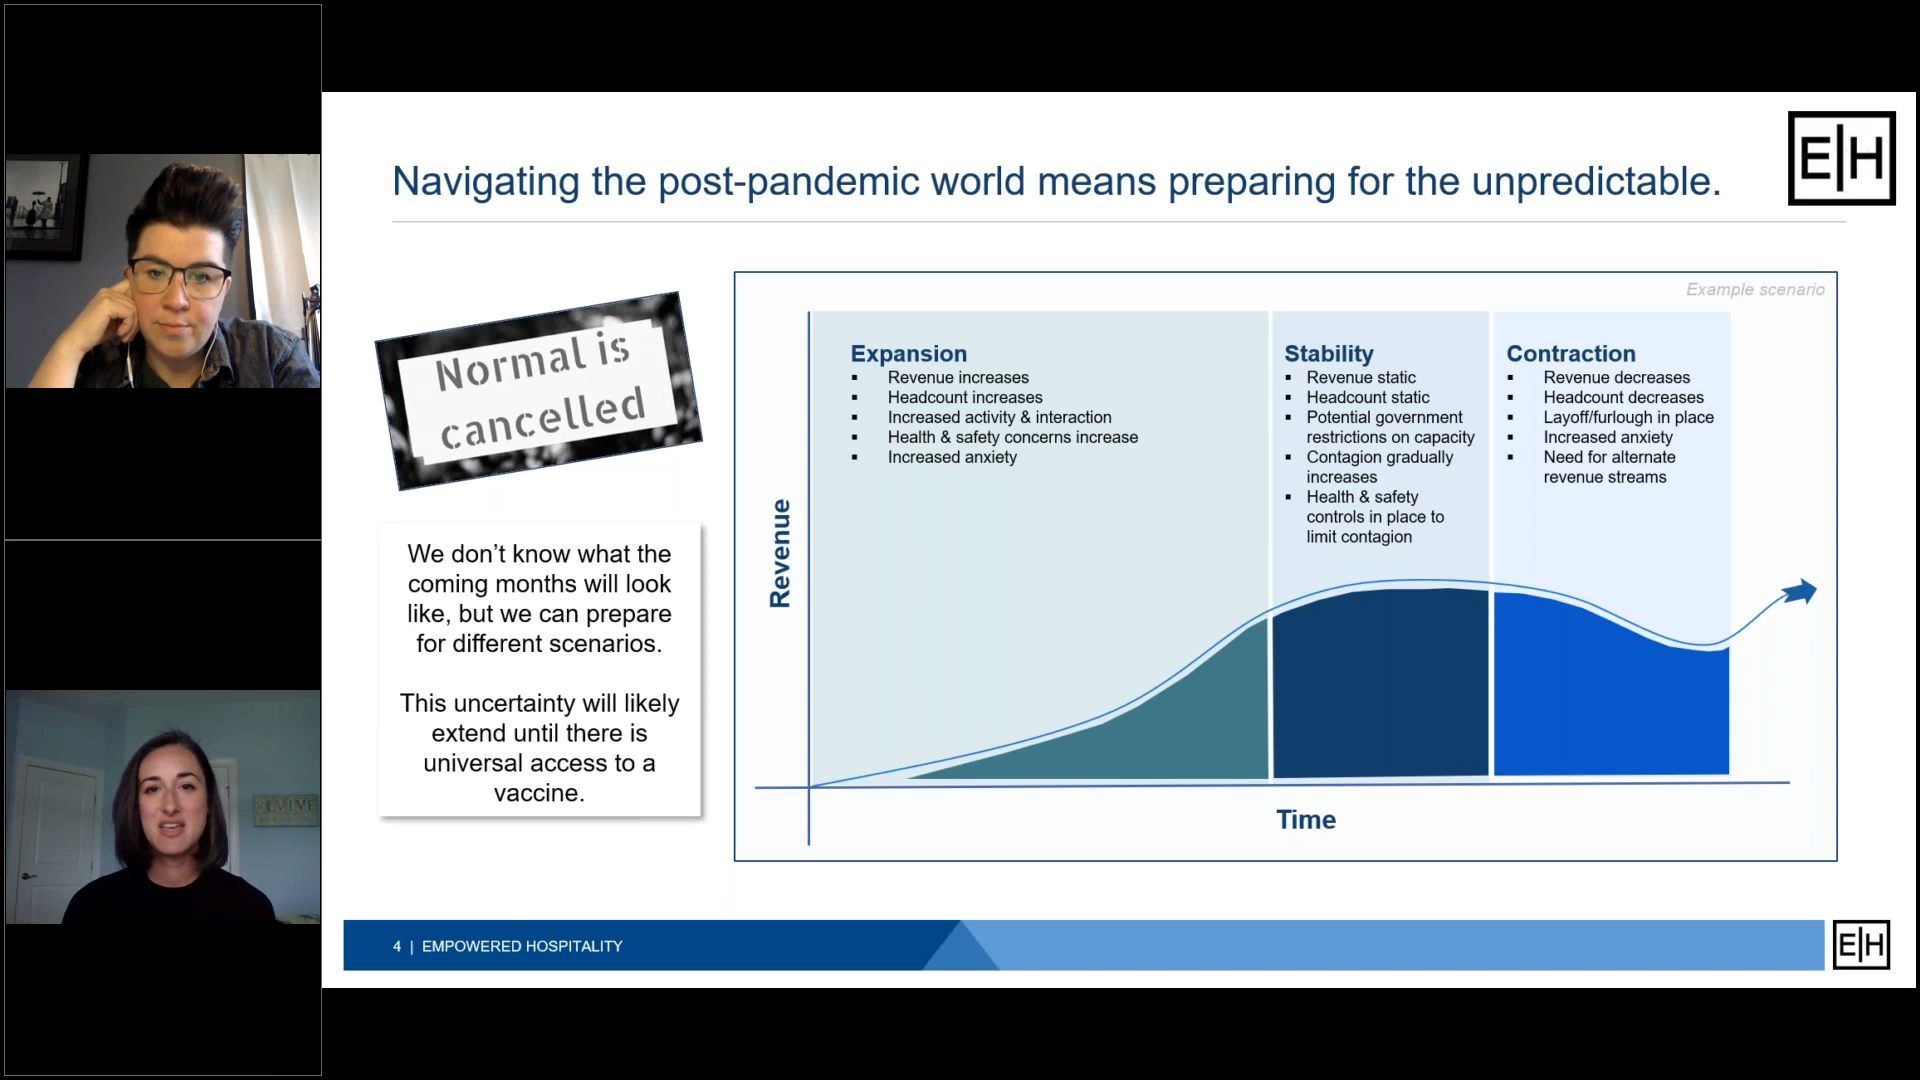 E|H
Navigating the post-pandemic world means preparing for the unpredictable.
Normal is
cancelled
We don’t know what the
coming months will look
like, but we can prepare
for different scenarios.
This uncertainty will likely
extend until there is
universal access to a
vaccine.
Example scenario
Expansion
▪ Revenue increases
▪ Headcount increases
▪ Increased activity & interaction
▪ Health & safety concerns increase
▪ Increased anxiety
Stability
▪ Revenue static
▪ Headcount static
▪ Potential government
restrictions on capacity
▪ Contagion gradually
increases
▪ Health & safety
controls in place to
limit contagion
Contraction
▪ Revenue decreases
▪ Headcount decreases
▪ Layoff/furlough in place
▪ Increased anxiety
▪ Need for alternate
revenue streams
Revenue
Time
REVIVE
4 | EMPOWERED HOSPITALITY
E|H